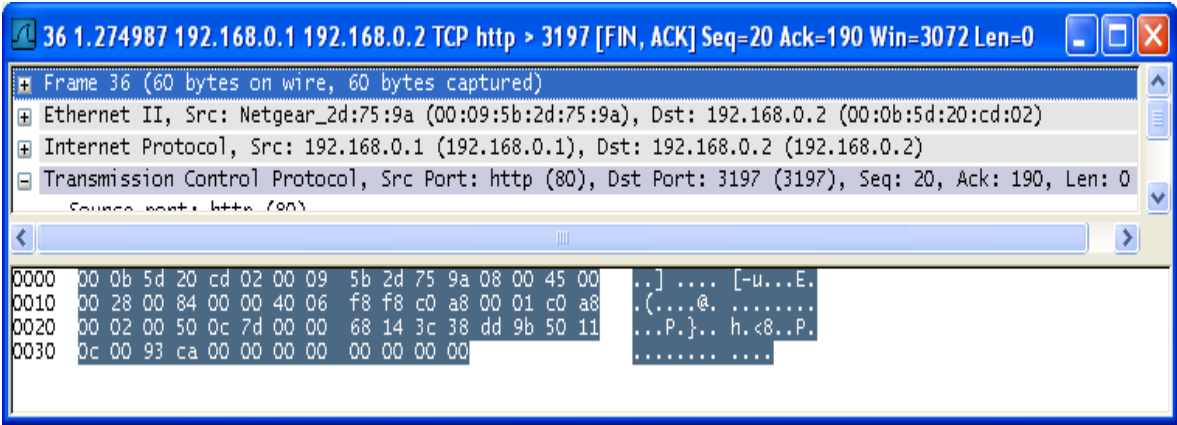 36 1.274987 192.168.0.1 192.168.0.2 TCP http > 3197 [FIN, ACK] Seq=20 Ack=190 Win=3072 Len=0
Frame 36 (60 bytes on wire, 60 bytes captured)
Ethernet II, Src: Netgear_2d:75:9a (00:09:5b:2d:75:9a), Dst: 192.168.0.2 (00:0b:5d:20:cd:02)
Internet Protocol, Src: 192.168.0.1 (192.168.0.1), Dst: 192.168.0.2 (192.168.0.2)
Transmission Control Protocol, Src Port: http (80), Dst Port: 3197 (3197), Seq: 20, Ack: 190, Len: 0
Source port: http (80)
0000 00 0b 5d 20 cd 02 00 09 5b 2d 75 9a 08 00 45 00 ..] .... [-u...E.
0010 00 28 00 84 00 00 40 06 f8 f8 c0 a8 00 01 c0 a8 .(....@. ........
0020 00 02 00 50 0c 7d 00 00 68 14 3c 38 dd 9b 50 11 ...P.}.. h.<8..P.
0030 0c 00 93 ca 00 00 00 00 00 00 00 00 ........ ....